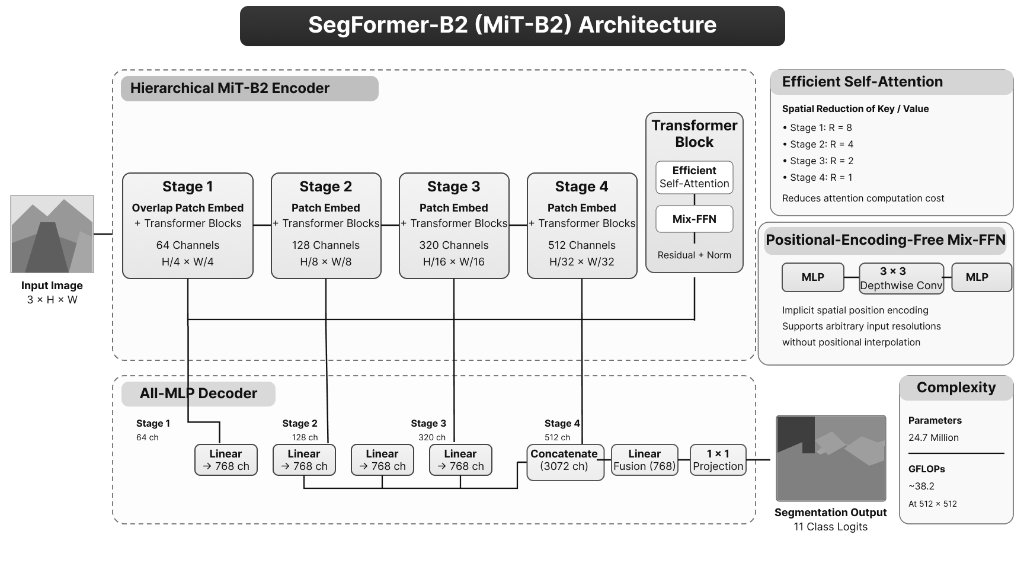 SegFormer-B2 (MiT-B2) Architecture
Hierarchical MiT-B2 Encoder
Input Image
3 × H × W
Stage 1
Overlap Patch Embed
+ Transformer Blocks
64 Channels
H/4 × W/4
Stage 2
Patch Embed
+ Transformer Blocks
128 Channels
H/8 × W/8
Stage 3
Patch Embed
+ Transformer Blocks
320 Channels
H/16 × W/16
Stage 4
Patch Embed
+ Transformer Blocks
512 Channels
H/32 × W/32
Transformer
Block
Efficient
Self-Attention
Mix-FFN
Residual + Norm
Efficient Self-Attention
Spatial Reduction of Key / Value
• Stage 1: R = 8
• Stage 2: R = 4
• Stage 3: R = 2
• Stage 4: R = 1
Reduces attention computation cost
Positional-Encoding-Free Mix-FFN
MLP
3 × 3
Depthwise Conv
MLP
Implicit spatial position encoding
Supports arbitrary input resolutions
without positional interpolation
All-MLP Decoder
Stage 1
64 ch
Stage 2
128 ch
Stage 3
320 ch
Stage 4
512 ch
Linear
→ 768 ch
Linear
→ 768 ch
Linear
→ 768 ch
Linear
→ 768 ch
Concatenate
(3072 ch)
Linear
Fusion (768)
1 × 1
Projection
Segmentation Output
11 Class Logits
Complexity
Parameters
24.7 Million
GFLOPs
~38.2
At 512 × 512